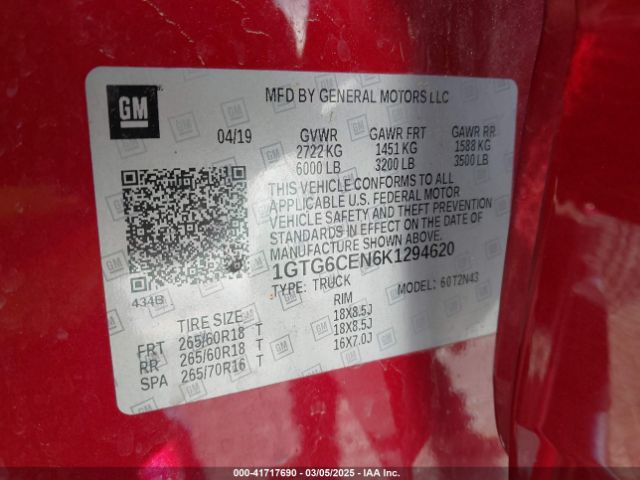 GM
MFD BY GENERAL MOTORS LLC
04/19 GVWR GAWR FRT GAWR RR
2722 KG 1451 KG 1588 KG
6000 LB 3200 LB 3500 LB
THIS VEHICLE CONFORMS TO ALL
APPLICABLE U.S. FEDERAL MOTOR
VEHICLE SAFETY AND THEFT PREVENTION
STANDARDS IN EFFECT ON THE DATE OF
MANUFACTURE SHOWN ABOVE.
1GTG6CEN6K1294620
TYPE: TRUCK MODEL: 60T2N43
434B
TIRE SIZE RIM
FRT 265/60R18 T 18X8.5J
RR 265/60R18 T 18X8.5J
SPA 265/70R16 T 16X7.0J
000-41717690 | 03/05/2025 | IAA Inc.